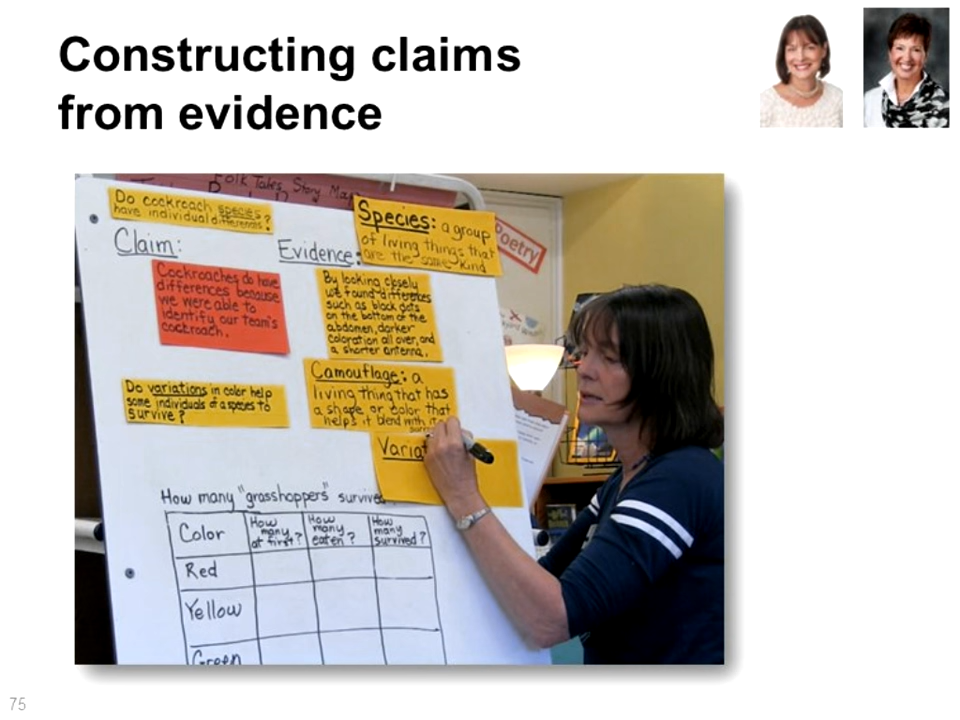 Constructing claims
from evidence
Folk Tales, Story Ma
Do cockroach species
have individual differences?
Species: a group
of living things that
are the same kind
Poetry
Claim:
Evidence:
Cockroaches do have
differences because
we were able to
identify our team's
cockroach.
By looking closely
we found differences
such as black dots
on the bottom of the
abdomen, darker
coloration all over, and
a shorter antenna.
Camouflage: a
living thing that has
a shape or color that
helps it blend with it
surr
Do variations in color help
some individuals of a species to
survive?
Variat
How many "grasshoppers" survive
Color
How many at first?
How many eaten?
How many survived?
Red
Yellow
Green
75